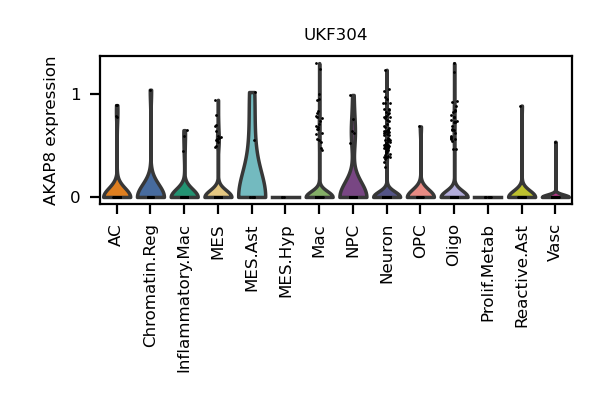 UKF304
AKAP8 expression
1
0
AC
Chromatin.Reg
Inflammatory.Mac
MES
MES.Ast
MES.Hyp
Mac
NPC
Neuron
OPC
Oligo
Prolif.Metab
Reactive.Ast
Vasc